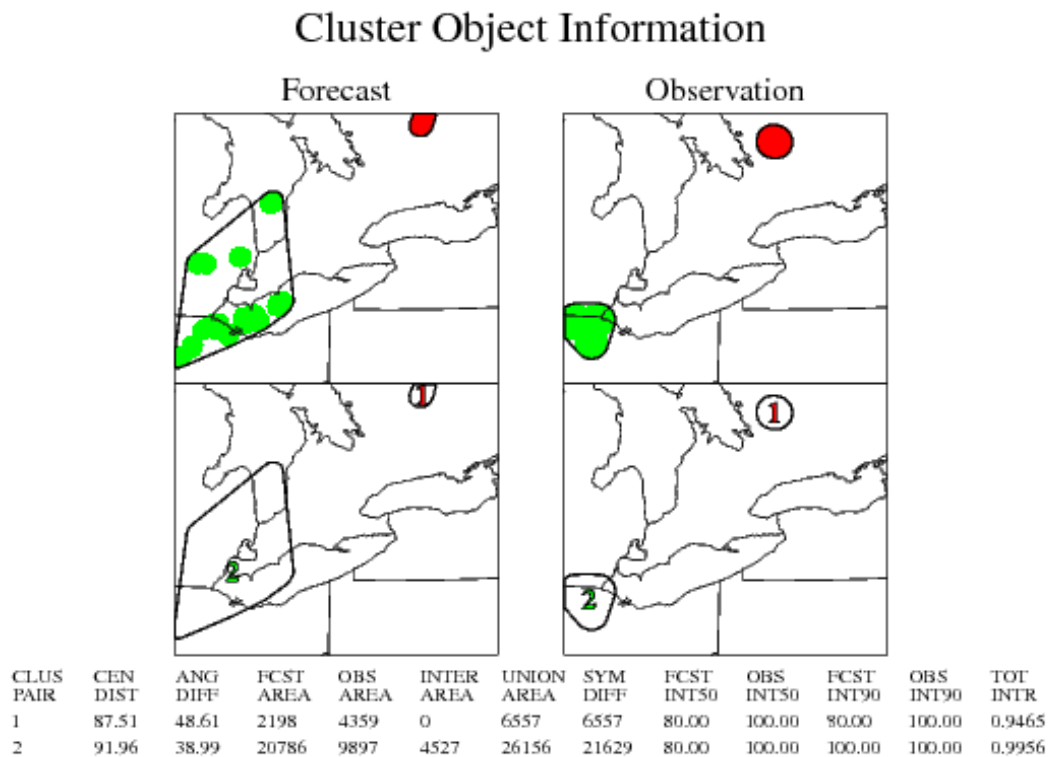 Cluster Object Information
Forecast Observation
1 1
2 2
CLUS CEN ANG FCST OBS INTER UNION SYM FCST OBS FCST OBS TOT
PAIR DIST DIFF AREA AREA AREA AREA DIFF INT50 INT50 INT90 INT90 INTR
1 87.51 48.61 2198 4359 0 6557 6557 80.00 100.00 80.00 100.00 0.9465
2 91.96 38.99 20786 9897 4527 26156 21629 80.00 100.00 100.00 100.00 0.9956